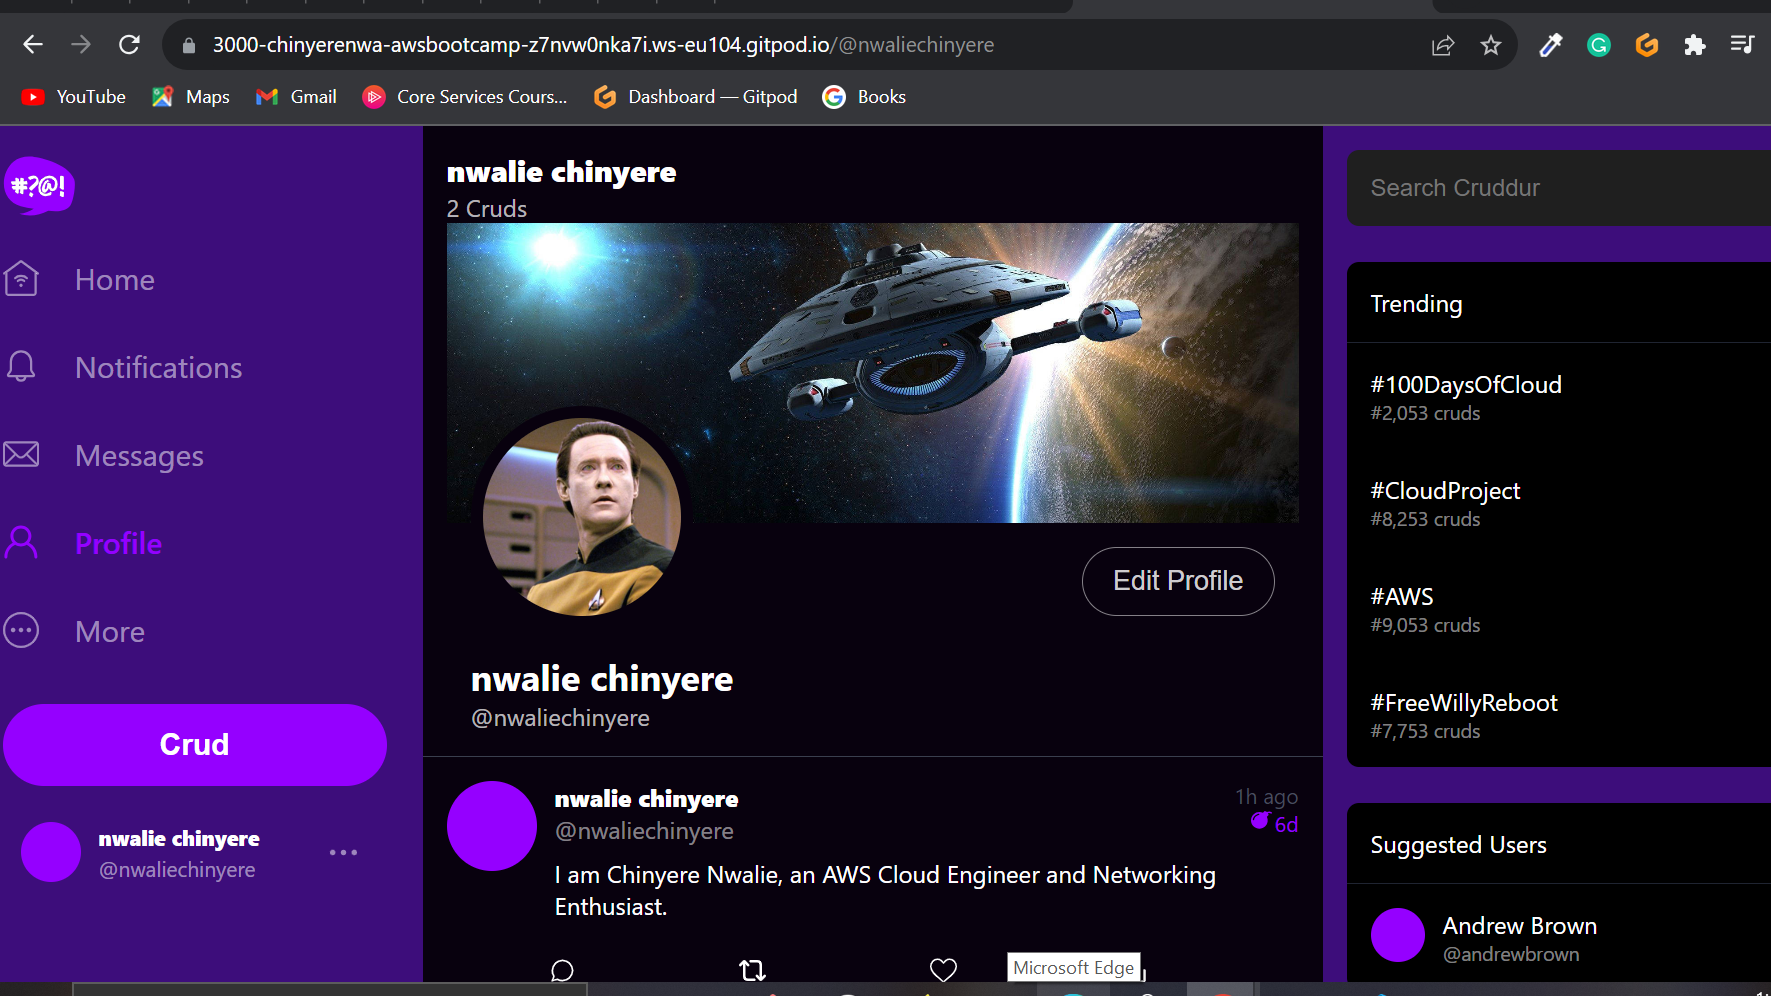 3000-chinyerenwa-awsbootcamp-z7nvw0nka7i.ws-eu104.gitpod.io/@nwaliechinyere
YouTube
Maps
Gmail
Core Services Cours...
Dashboard — Gitpod
Books
#?@!
Home
Notifications
Messages
Profile
More
Crud
nwalie chinyere
@nwaliechinyere
nwalie chinyere
2 Cruds
Edit Profile
nwalie chinyere
@nwaliechinyere
nwalie chinyere
@nwaliechinyere
1h ago
6d
I am Chinyere Nwalie, an AWS Cloud Engineer and Networking
Enthusiast.
Microsoft Edge
Search Cruddur
Trending
#100DaysOfCloud
#2,053 cruds
#CloudProject
#8,253 cruds
#AWS
#9,053 cruds
#FreeWillyReboot
#7,753 cruds
Suggested Users
Andrew Brown
@andrewbrown